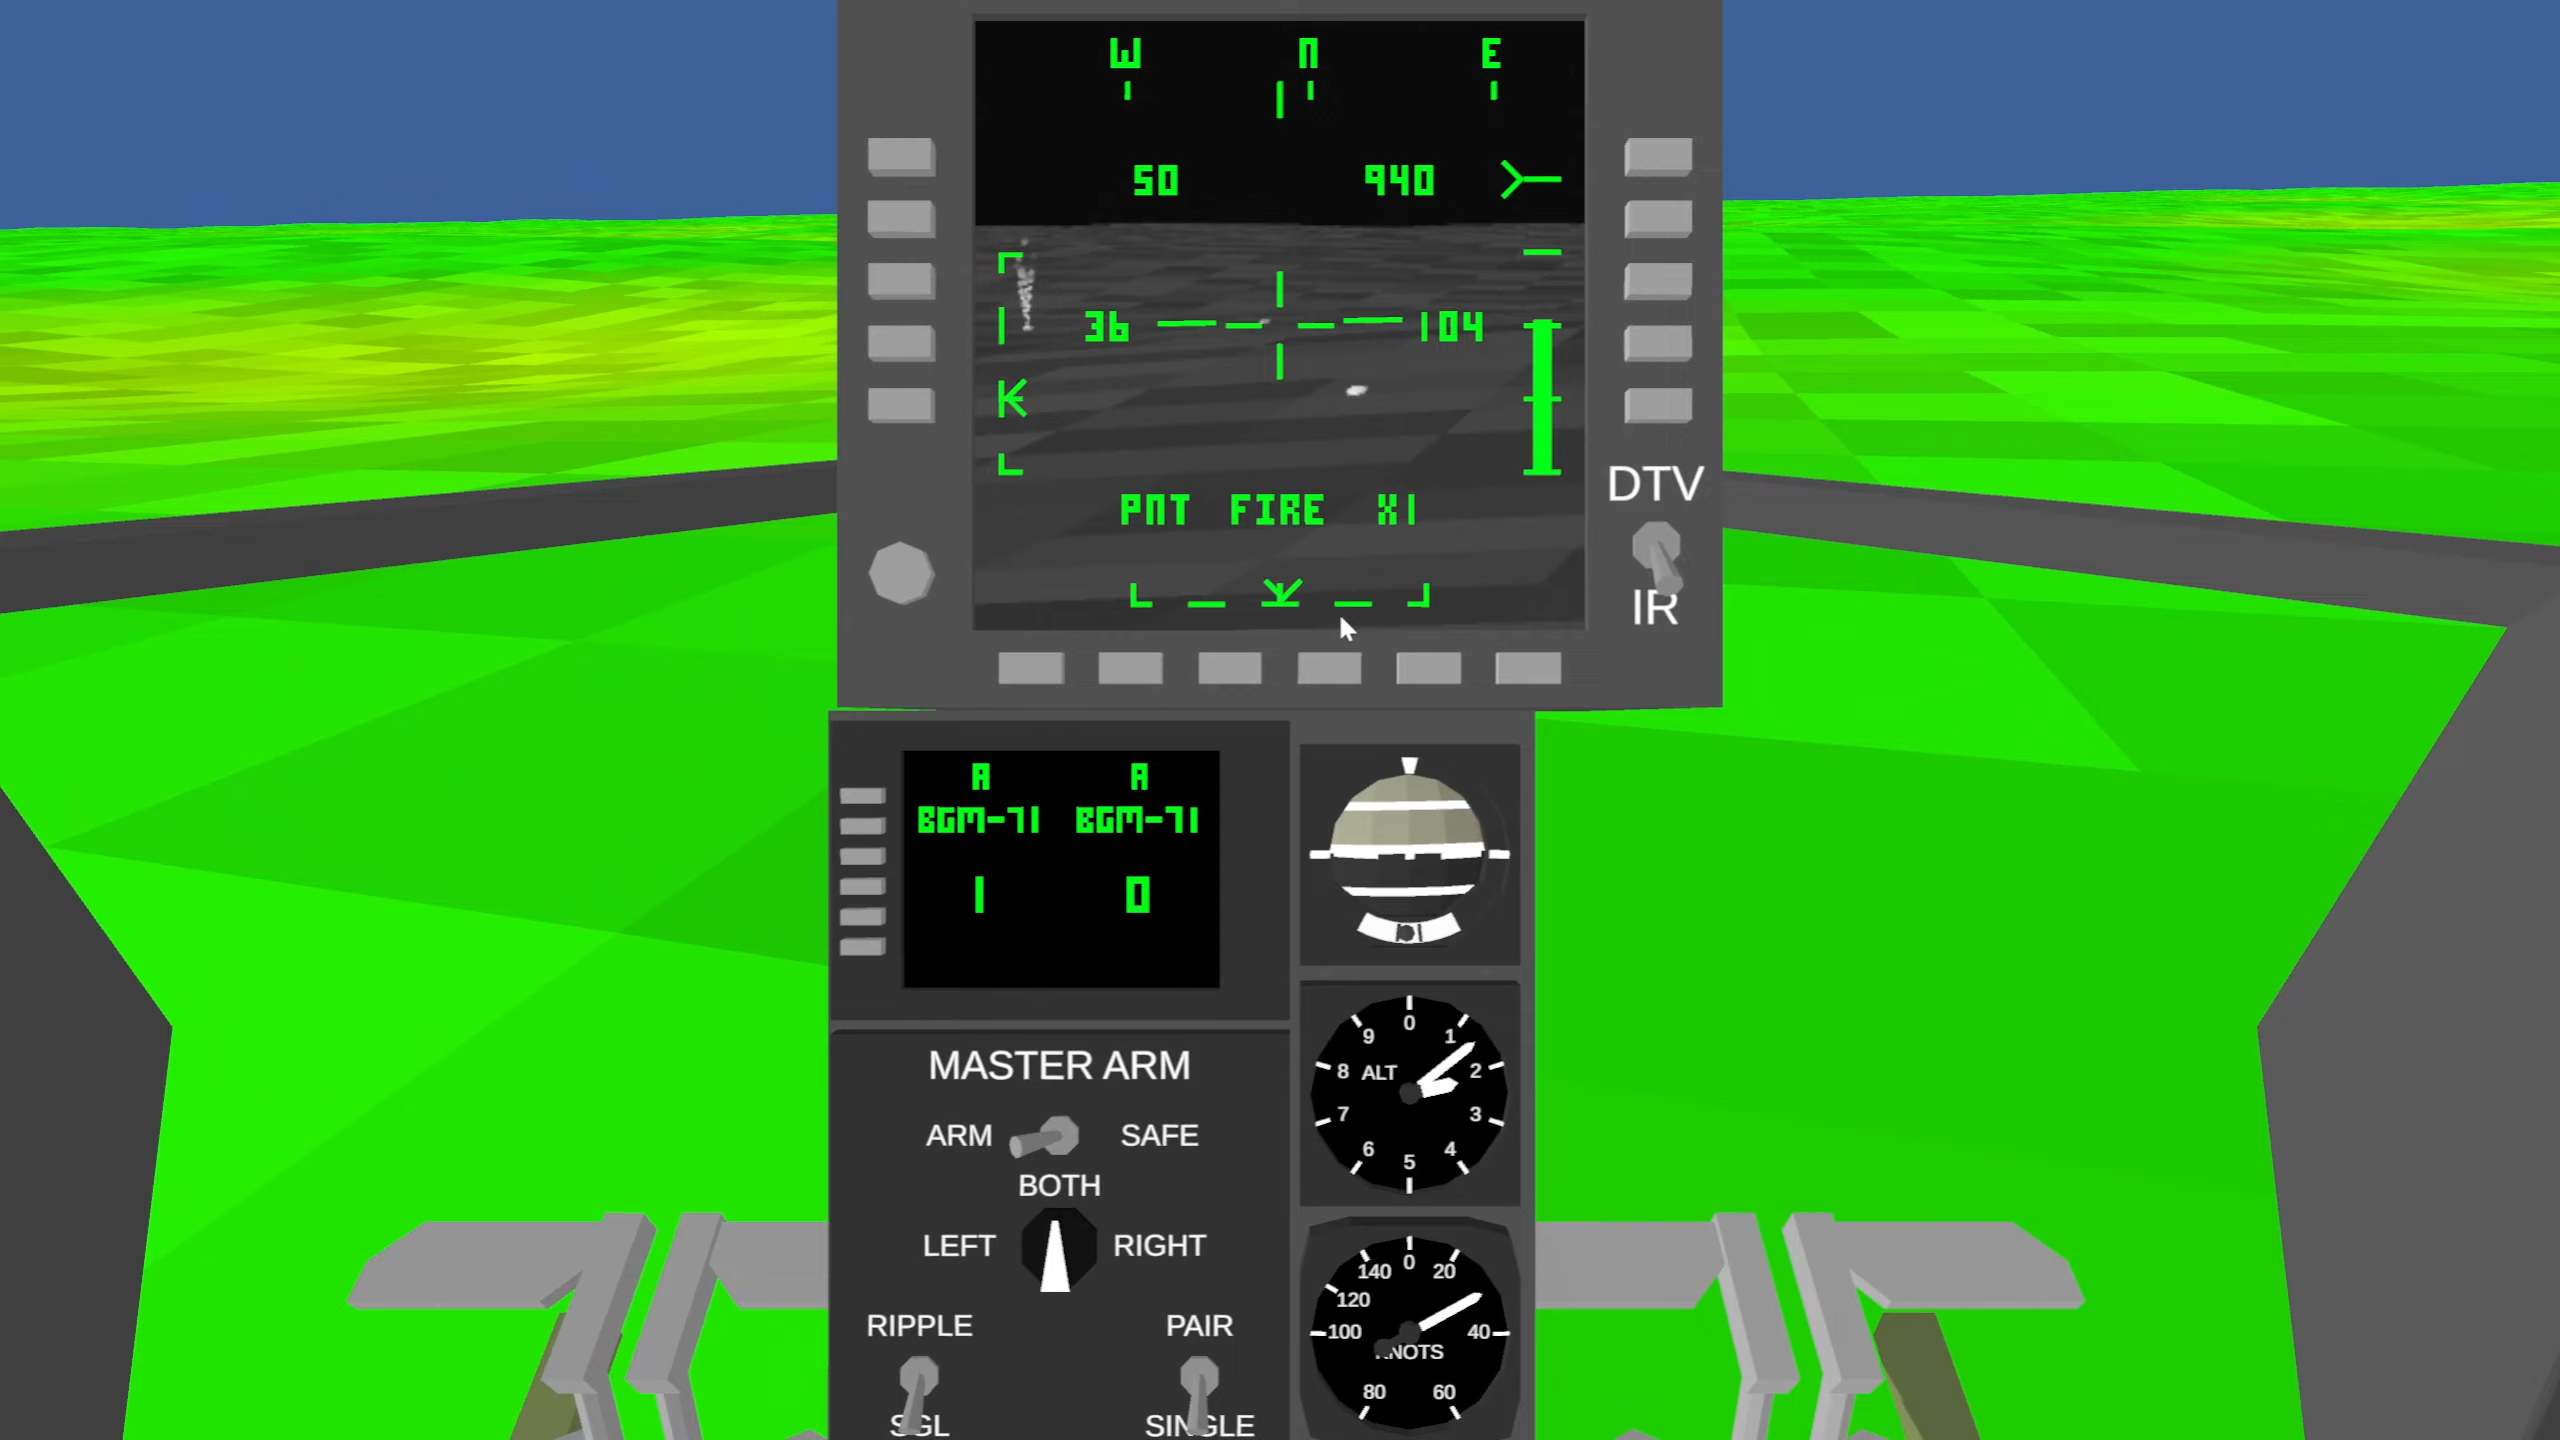 W N E
50 940
36 104
PNT FIRE X1
DTV
IR
A A
BGM-71 BGM-71
1 0
MASTER ARM
ARM SAFE
BOTH
LEFT RIGHT
RIPPLE PAIR
SGL SINGLE
0
9 1
8 ALT 2
7 3
6 4
5
0
140 20
120
100 40
KNOTS
80 60